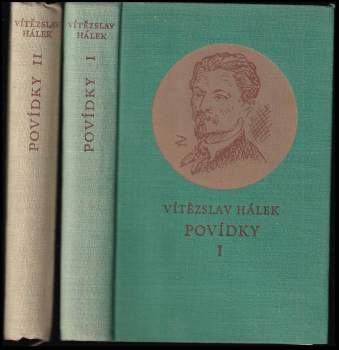 VÍTĚZSLAV
HÁLEK
POVÍDKY II
VÍTĚZSLAV
HÁLEK
POVÍDKY I
VÍTĚZSLAV HÁLEK
POVÍDKY
I